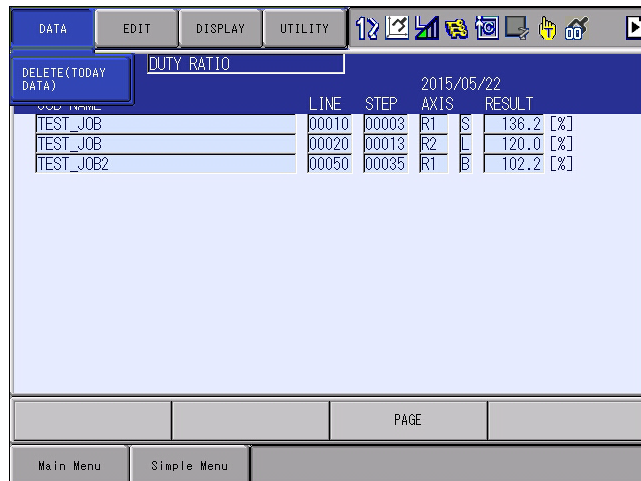 DATA EDIT DISPLAY UTILITY
DELETE(TODAY
DATA)
DUTY RATIO
2015/05/22
JOB NAME LINE STEP AXIS RESULT
TEST_JOB 00010 00003 R1 S 136.2 [%]
TEST_JOB 00020 00013 R2 L 120.0 [%]
TEST_JOB2 00050 00035 R1 B 102.2 [%]
PAGE
Main Menu Simple Menu